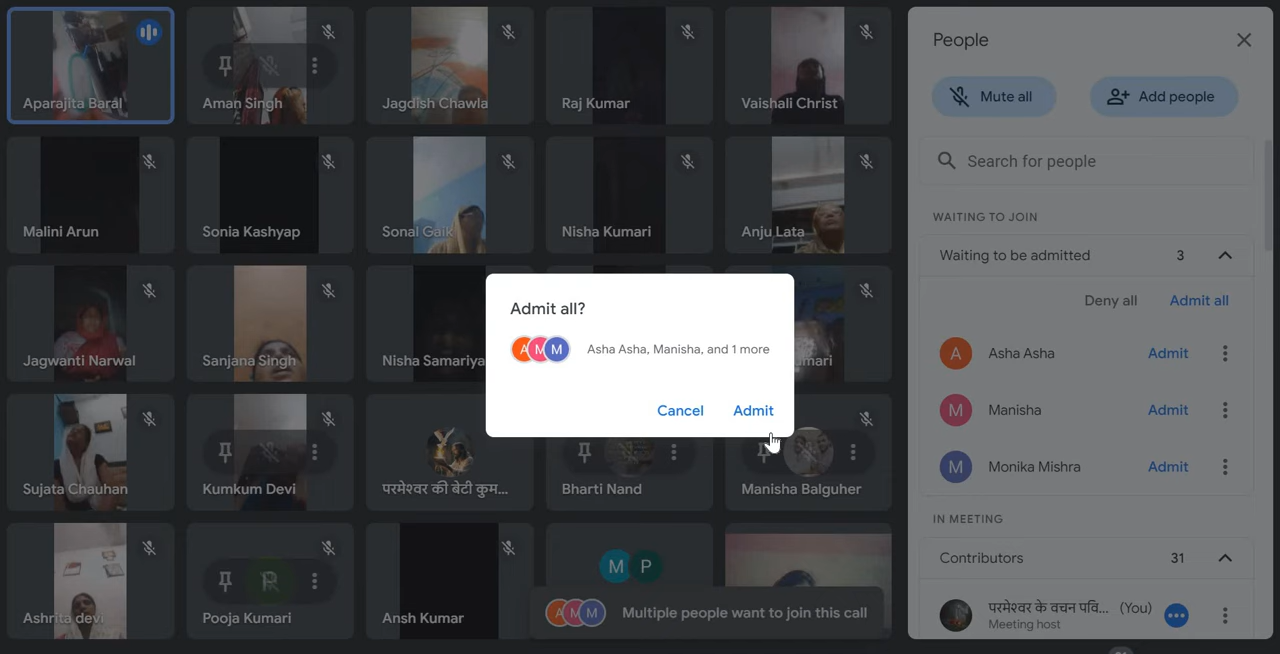 Aparajita Baral
Aman Singh
Jagdish Chawla
Raj Kumar
Vaishali Christ
Malini Arun
Sonia Kashyap
Sonal Gaik
Nisha Kumari
Anju Lata
Jagwanti Narwal
Sanjana Singh
Nisha Samariya
umari
Sujata Chauhan
Kumkum Devi
परमेश्वर की बेटी कुम...
Bharti Nand
Manisha Balguher
Ashrita devi
Pooja Kumari
Ansh Kumar
M P
A M M Multiple people want to join this call
Admit all?
A M M Asha Asha, Manisha, and 1 more
Cancel Admit
People
Mute all Add people
Search for people
WAITING TO JOIN
Waiting to be admitted 3
Deny all Admit all
A Asha Asha Admit
M Manisha Admit
M Monika Mishra Admit
IN MEETING
Contributors 31
परमेश्वर के वचन पवि... (You)
Meeting host